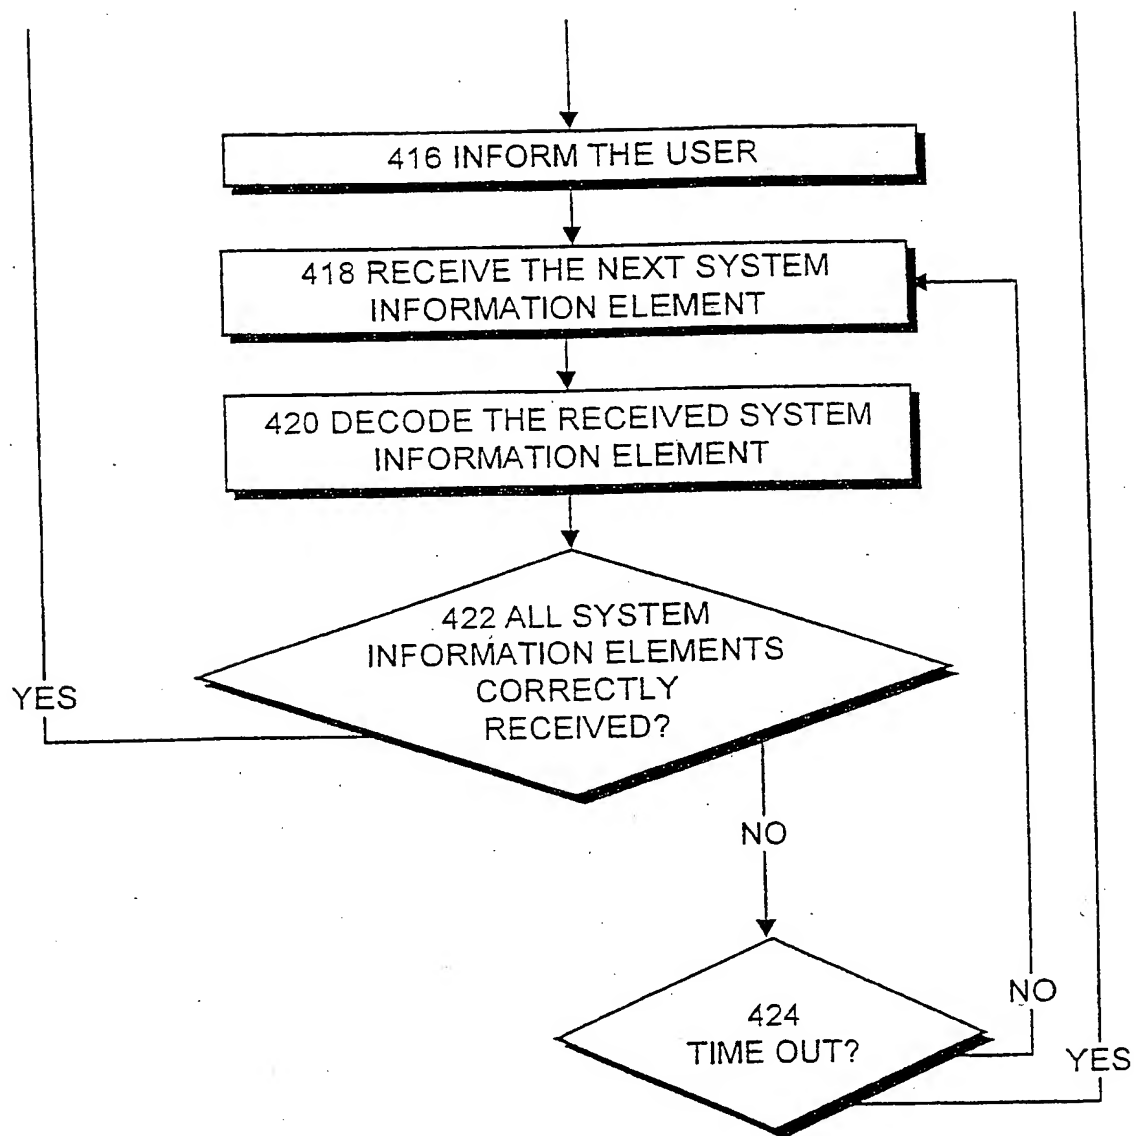 416 INFORM THE USER
418 RECEIVE THE NEXT SYSTEM
INFORMATION ELEMENT
420 DECODE THE RECEIVED SYSTEM
INFORMATION ELEMENT
422 ALL SYSTEM
INFORMATION ELEMENTS
CORRECTLY
RECEIVED?
YES
NO
424
TIME OUT?
NO
YES